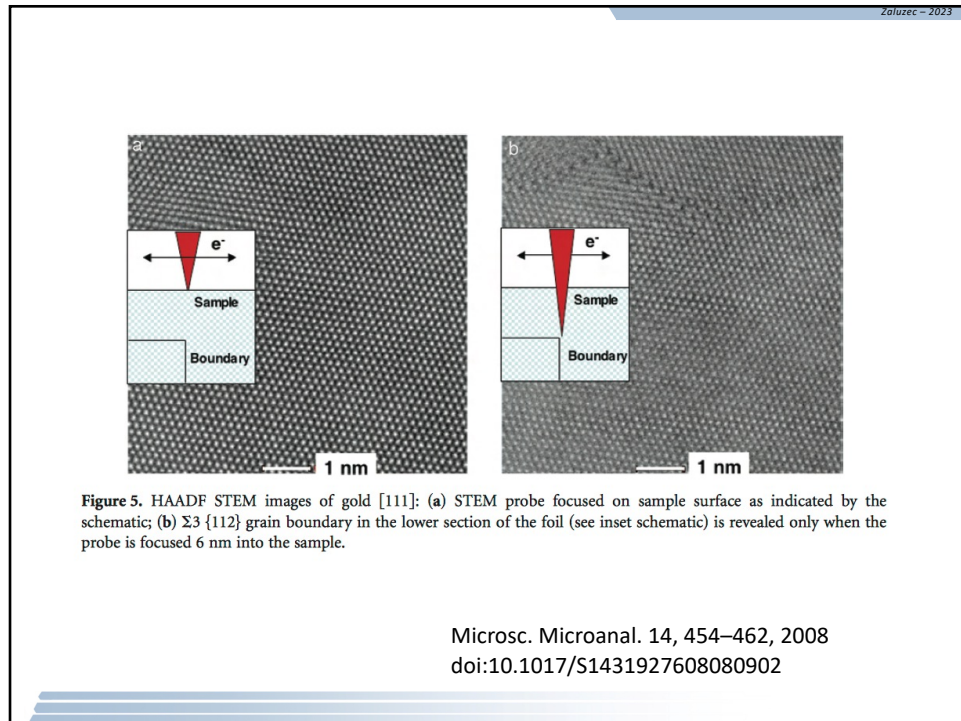 Zaluzec – 2023
a
e-
Sample
Boundary
1 nm
b
e-
Sample
Boundary
1 nm
Figure 5. HAADF STEM images of gold [111]: (a) STEM probe focused on sample surface as indicated by the
schematic; (b) Σ3 {112} grain boundary in the lower section of the foil (see inset schematic) is revealed only when the
probe is focused 6 nm into the sample.
Microsc. Microanal. 14, 454–462, 2008
doi:10.1017/S1431927608080902